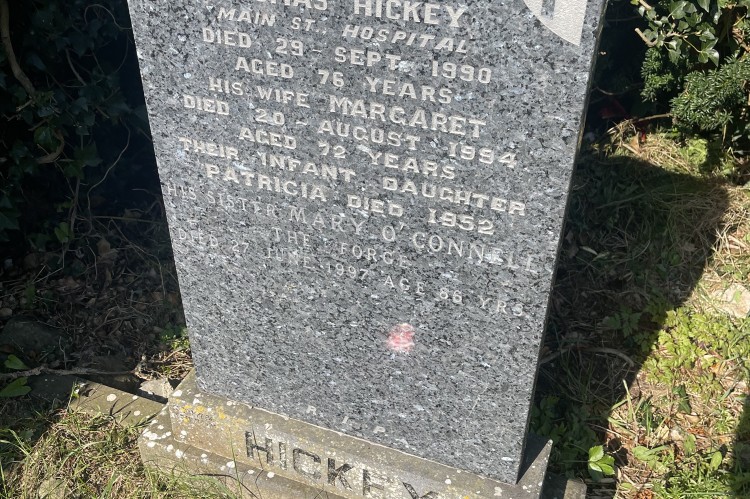 HICKEY
MAIN ST. HOSPITAL
DIED 29 SEPT. 1990
AGED 76 YEARS
HIS WIFE MARGARET
DIED 20 AUGUST 1994
AGED 72 YEARS
THEIR INFANT DAUGHTER
PATRICIA DIED 1952
HIS SISTER MARY O'CONNELL
THE FORGE
DIED 27 JUNE 1997 AGE 86 YRS
R.I.P.
HICKEY